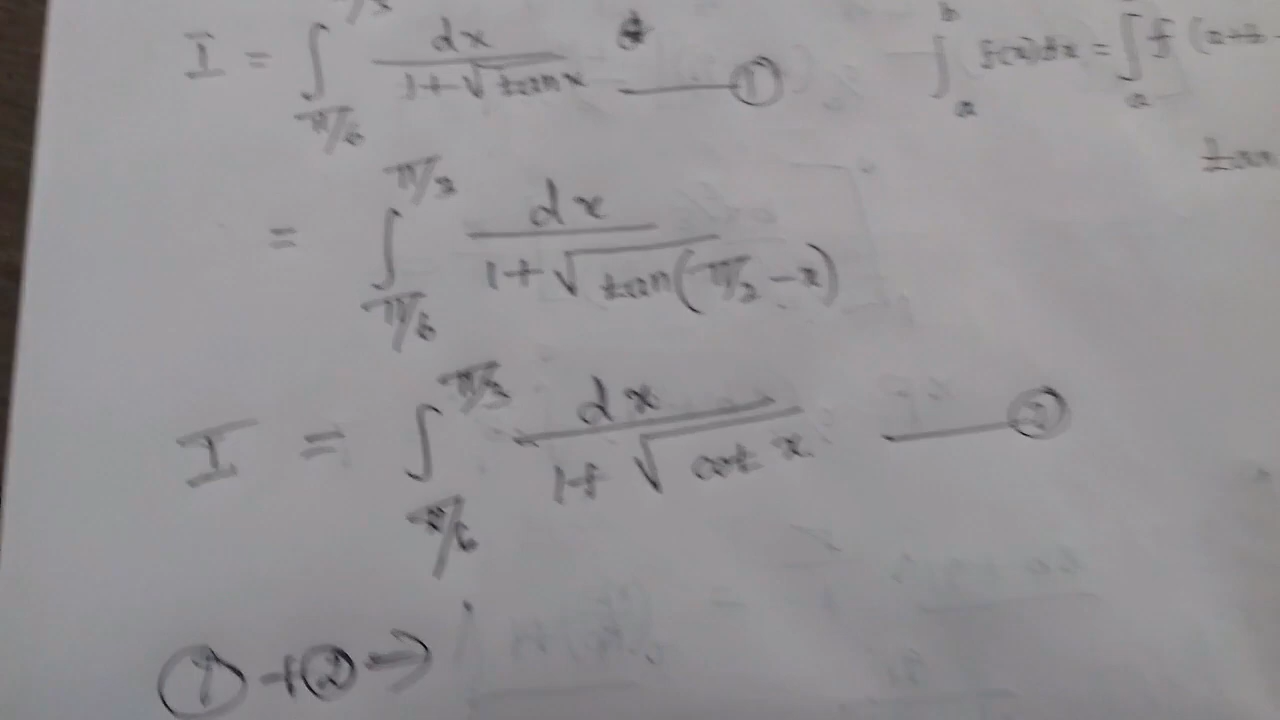 I = ∫_{π/6}^{π/3} dx / (1+√tan x) —— ① ∫_a^b f(x)dx = ∫_a f(
tan
= ∫_{π/6}^{π/3} dx / (1+√tan(π/2 −x))
I = ∫_{π/6}^{π/3} dx / (1+√cot x) —— ②
① + ② ⇒